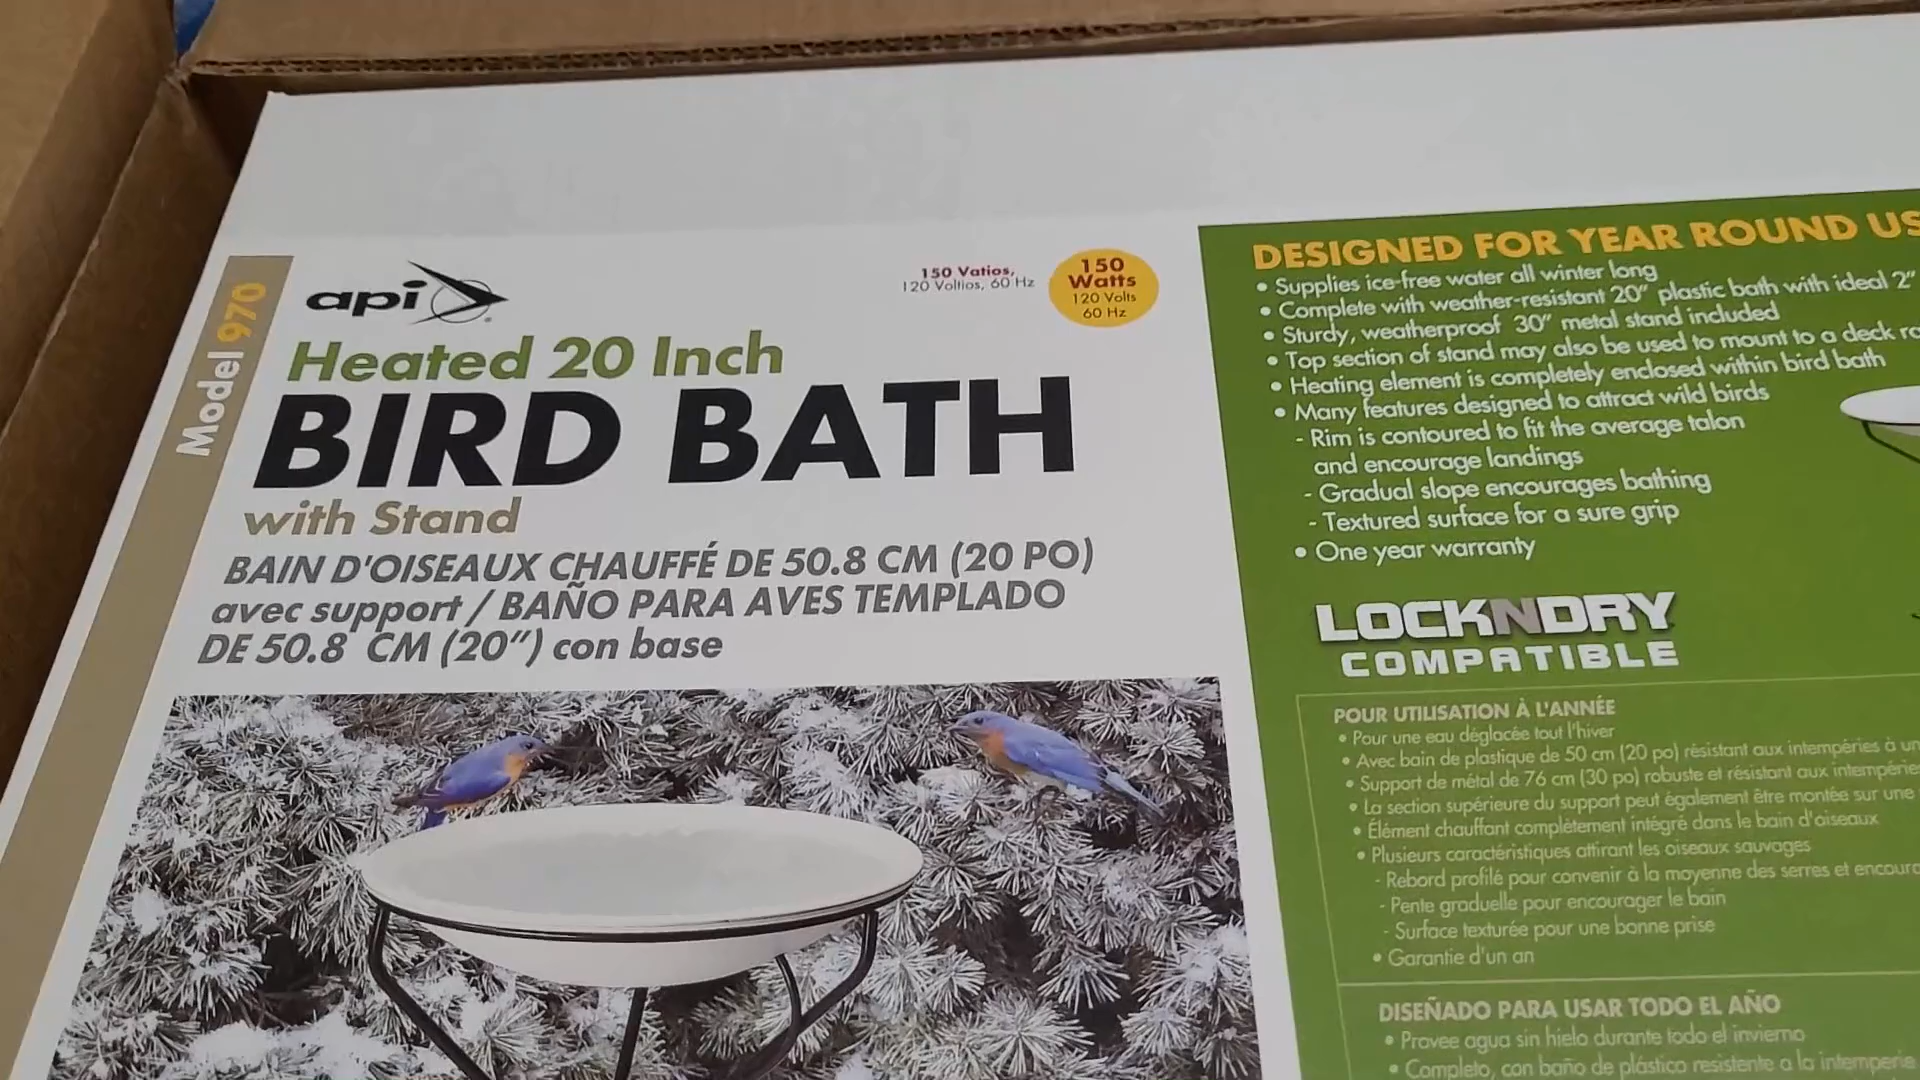 Model 970
api
150 Vatios,
120 Voltios, 60 Hz
150
Watts
120 Volts
60 Hz
Heated 20 Inch
BIRD BATH
with Stand
BAIN D'OISEAUX CHAUFFÉ DE 50.8 CM (20 PO)
avec support / BAÑO PARA AVES TEMPLADO
DE 50.8 CM (20") con base
DESIGNED FOR YEAR ROUND US
• Supplies ice-free water all winter long
• Complete with weather-resistant 20" plastic bath with ideal 2"
• Sturdy, weatherproof 30" metal stand included
• Top section of stand may also be used to mount to a deck ra
• Heating element is completely enclosed within bird bath
• Many features designed to attract wild birds
- Rim is contoured to fit the average talon
and encourage landings
- Gradual slope encourages bathing
- Textured surface for a sure grip
• One year warranty
LOCKNDRY
COMPATIBLE
POUR UTILISATION À L'ANNÉE
• Pour une eau déglacée tout l'hiver
• Avec bain de plastique de 50 cm (20 po) résistant aux intempéries à un
• Support de métal de 76 cm (30 po) robuste et résistant aux intempéries
• La section supérieure du support peut également être montée sur une
• Élément chauffant complètement intégré dans le bain d'oiseaux
• Plusieurs caractéristiques attirant les oiseaux sauvages
- Rebord profilé pour convenir à la moyenne des serres et encoura
- Pente graduelle pour encourager le bain
- Surface texturée pour une bonne prise
• Garantie d'un an
DISEÑADO PARA USAR TODO EL AÑO
• Provee agua sin hielo durante todo el invierno
• Completo, con baño de plástico resistente a la intemperie